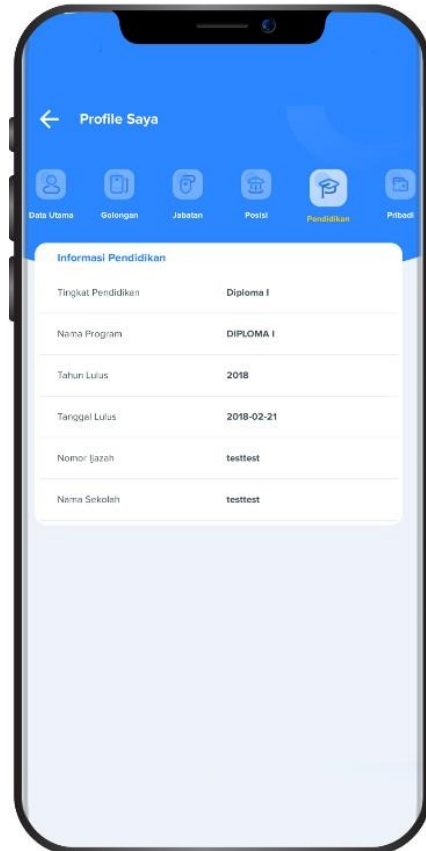 Profile Saya
Data Utama Golongan Jabatan Posisi Pendidikan Pribadi
Informasi Pendidikan
Tingkat Pendidikan Diploma I
Nama Program DIPLOMA I
Tahun Lulus 2018
Tanggal Lulus 2018-02-21
Nomor Ijazah testtest
Nama Sekolah testtest